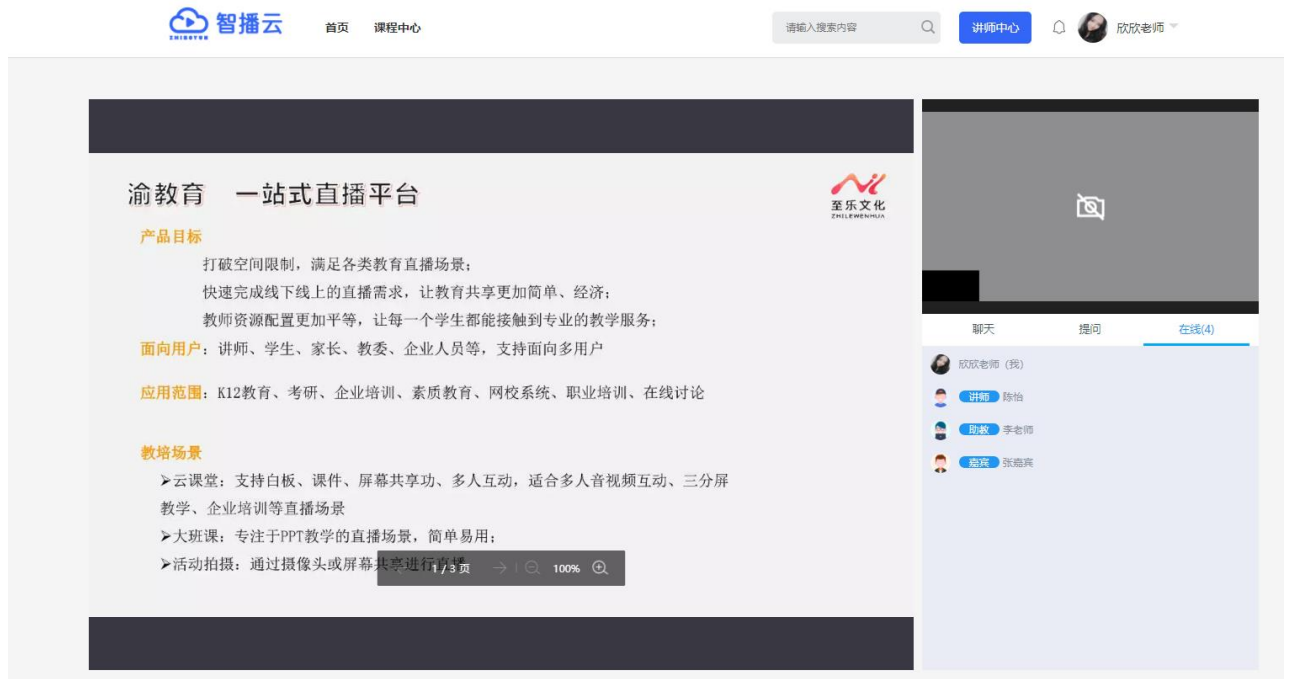 智播云
ZHIBOYUN
首页
课程中心
请输入搜索内容
讲师中心
欣欣老师
渝教育 一站式直播平台
至乐文化
ZHILEWENHUA
产品目标
打破空间限制，满足各类教育直播场景；
快速完成线下线上的直播需求，让教育共享更加简单、经济；
教师资源配置更加平等，让每一个学生都能接触到专业的教学服务；
面向用户：讲师、学生、家长、教委、企业人员等，支持面向多用户
应用范围：K12教育、考研、企业培训、素质教育、网校系统、职业培训、在线讨论
教培场景
➢云课堂：支持白板、课件、屏幕共享功、多人互动，适合多人音视频互动、三分屏
教学、企业培训等直播场景
➢大班课：专注于PPT教学的直播场景，简单易用；
➢活动拍摄：通过摄像头或屏幕共享进行直播
1 / 3 页
100%
聊天
提问
在线(4)
欣欣老师（我）
讲师 陈怡
助教 李老师
嘉宾 张嘉宾